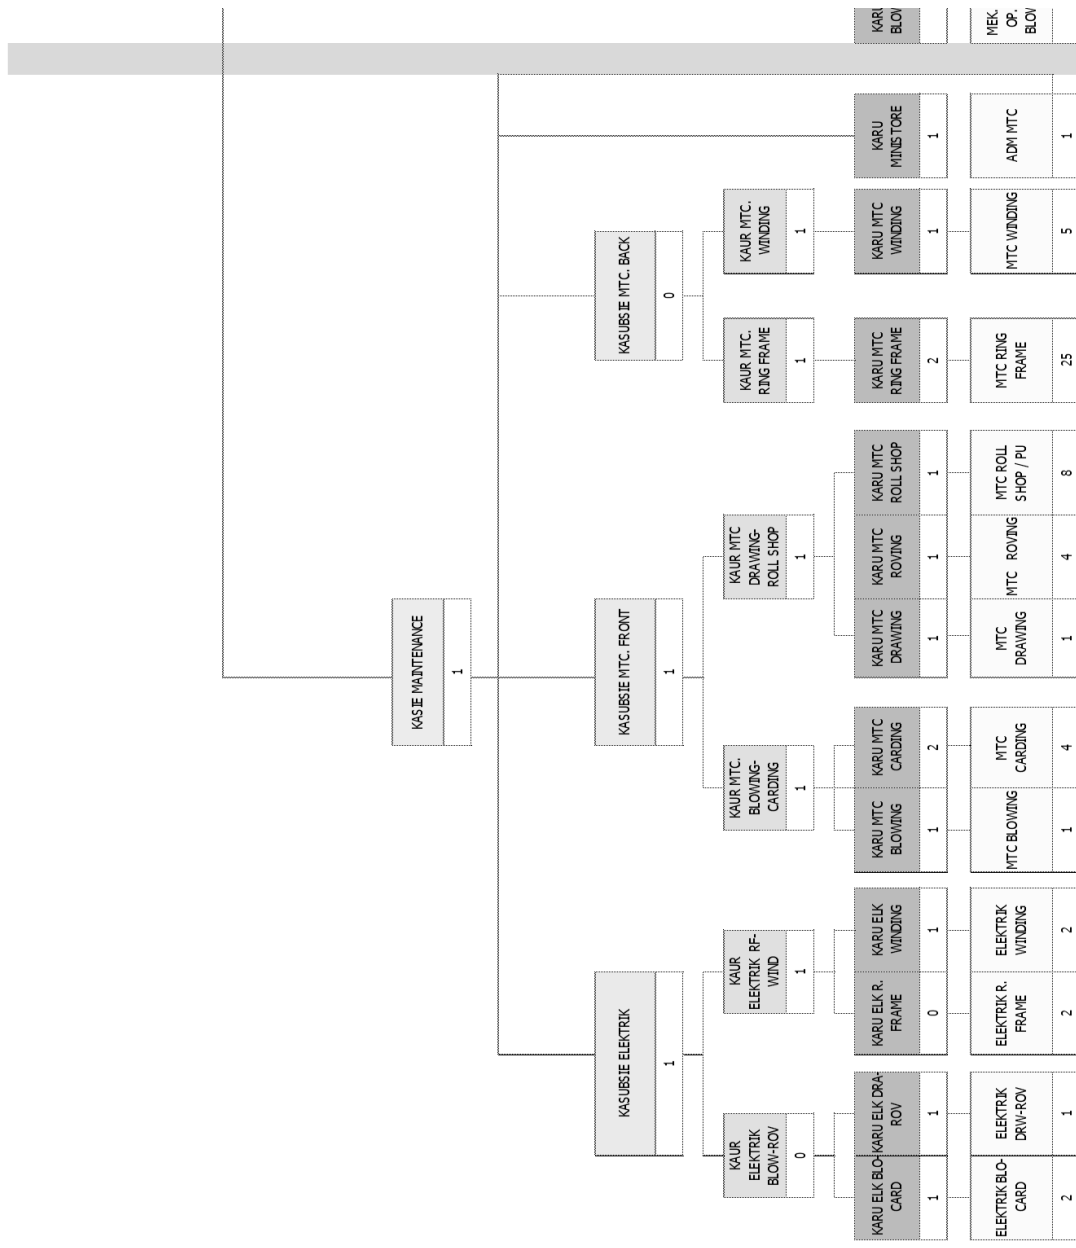 KASIE MAINTENANCE
1
KASUBSIE ELEKTRIK
1
KASUBSIE MTC. FRONT
1
KASUBSIE MTC. BACK
0
KAUR
ELEKTRIK
BLOW-ROV
0
KAUR
ELEKTRIK RF-
WIND
1
KAUR MTC.
BLOWING-
CARDING
1
KAUR MTC
DRAWING-
ROLL SHOP
1
KAUR MTC.
RING FRAME
1
KAUR MTC.
WINDING
1
KARU ELK BLO-
CARD
1
KARU ELK DRA-
ROV
1
KARU ELK R.
FRAME
0
KARU ELK
WINDING
1
KARU MTC
BLOWING
1
KARU MTC
CARDING
2
KARU MTC
DRAWING
1
KARU MTC
ROVING
1
KARU MTC
ROLL SHOP
1
KARU MTC
RING FRAME
2
KARU MTC
WINDING
1
KARU
MINISTORE
1
ELEKTRIK BLO-
CARD
2
ELEKTRIK
DRW-ROV
1
ELEKTRIK R.
FRAME
2
ELEKTRIK
WINDING
2
MTC BLOWING
1
MTC
CARDING
4
MTC
DRAWING
1
MTC ROVING
4
MTC ROLL
SHOP / PU
8
MTC RING
FRAME
25
MTC WINDING
5
ADM MTC
1
MEK.
OP.